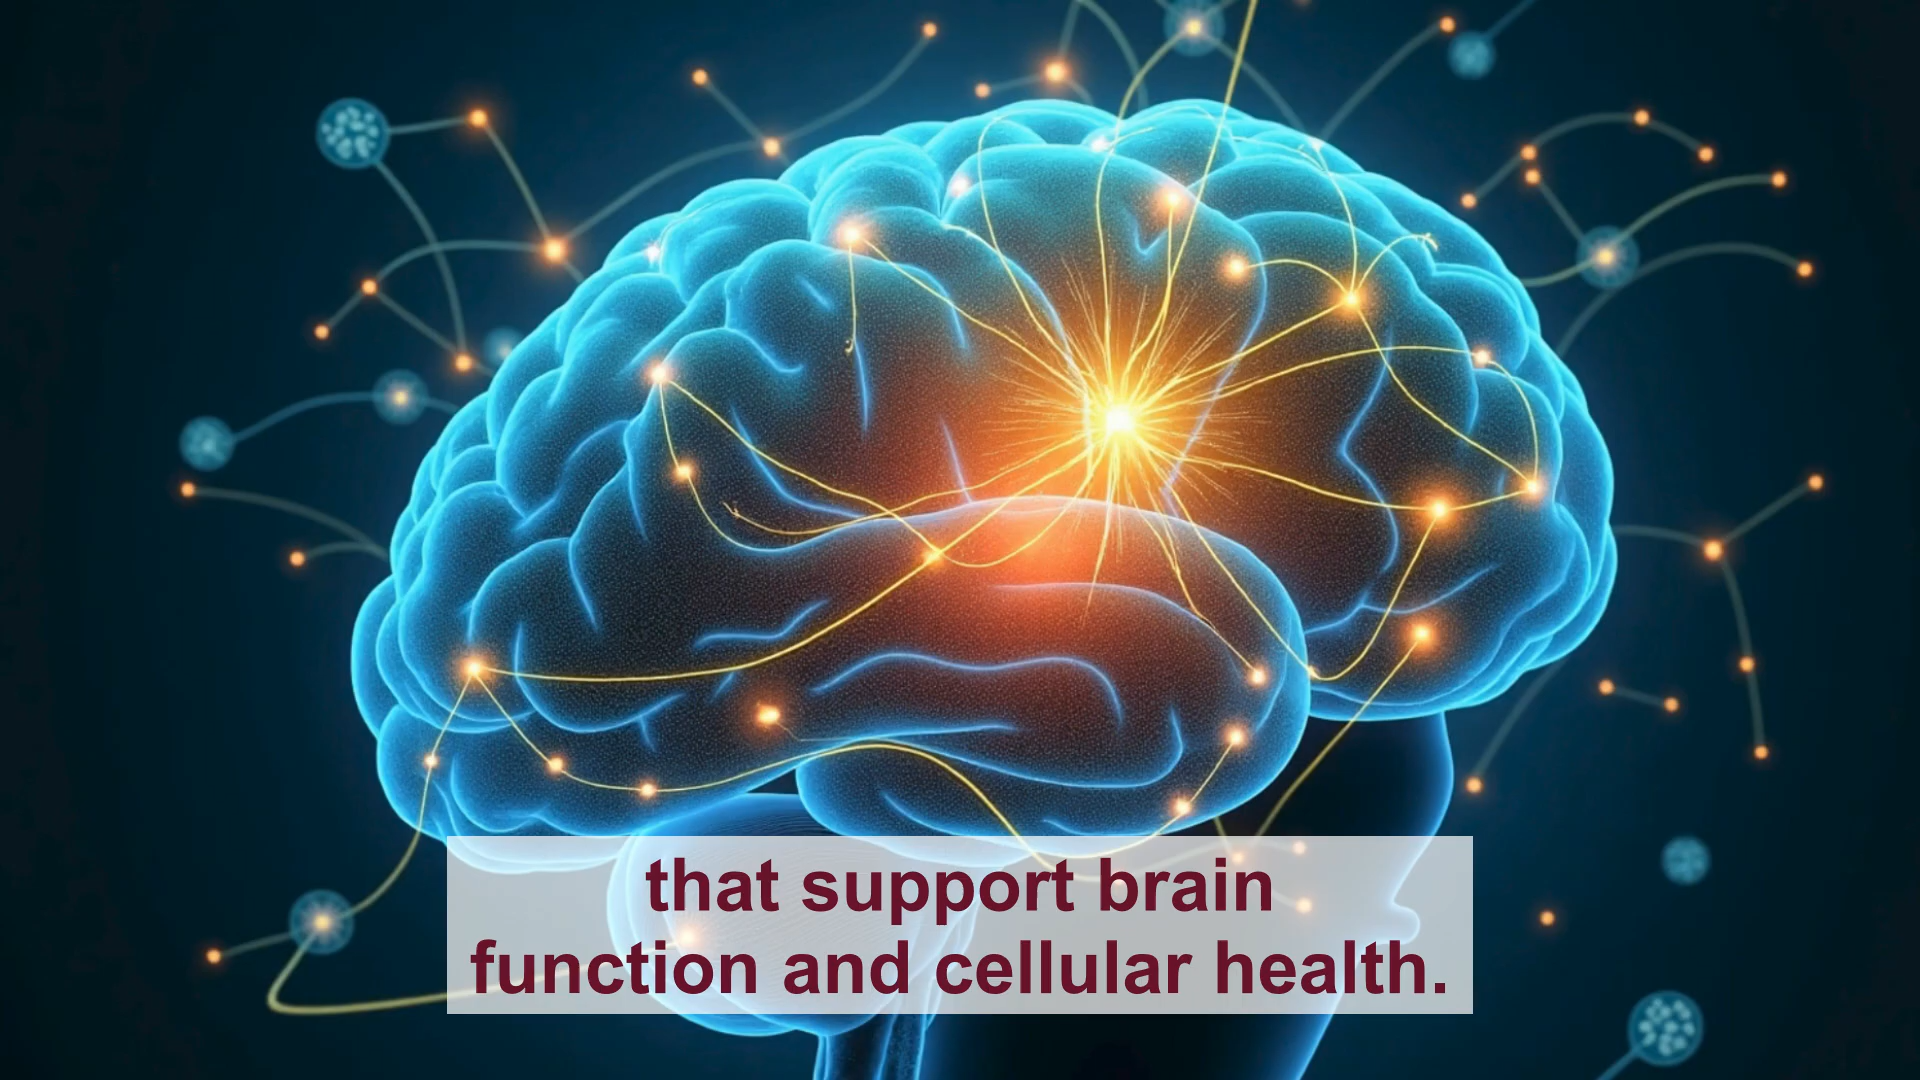 that support brain
function and cellular health.